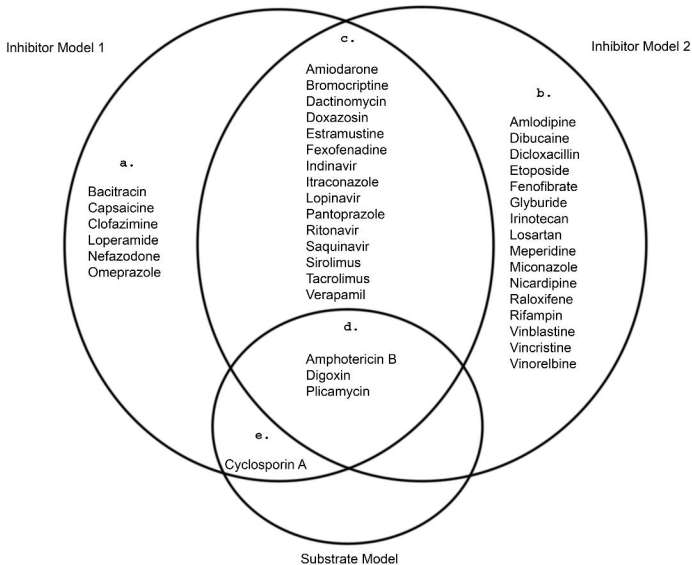 Inhibitor Model 1
Inhibitor Model 2
c.
Amiodarone
Bromocriptine
Dactinomycin
Doxazosin
Estramustine
Fexofenadine
Indinavir
Itraconazole
Lopinavir
Pantoprazole
Ritonavir
Saquinavir
Sirolimus
Tacrolimus
Verapamil
b.
Amlodipine
Dibucaine
Dicloxacillin
Etoposide
Fenofibrate
Glyburide
Irinotecan
Losartan
Meperidine
Miconazole
Nicardipine
Raloxifene
Rifampin
Vinblastine
Vincristine
Vinorelbine
a.
Bacitracin
Capsaicine
Clofazimine
Loperamide
Nefazodone
Omeprazole
d.
Amphotericin B
Digoxin
Plicamycin
e.
Cyclosporin A
Substrate Model